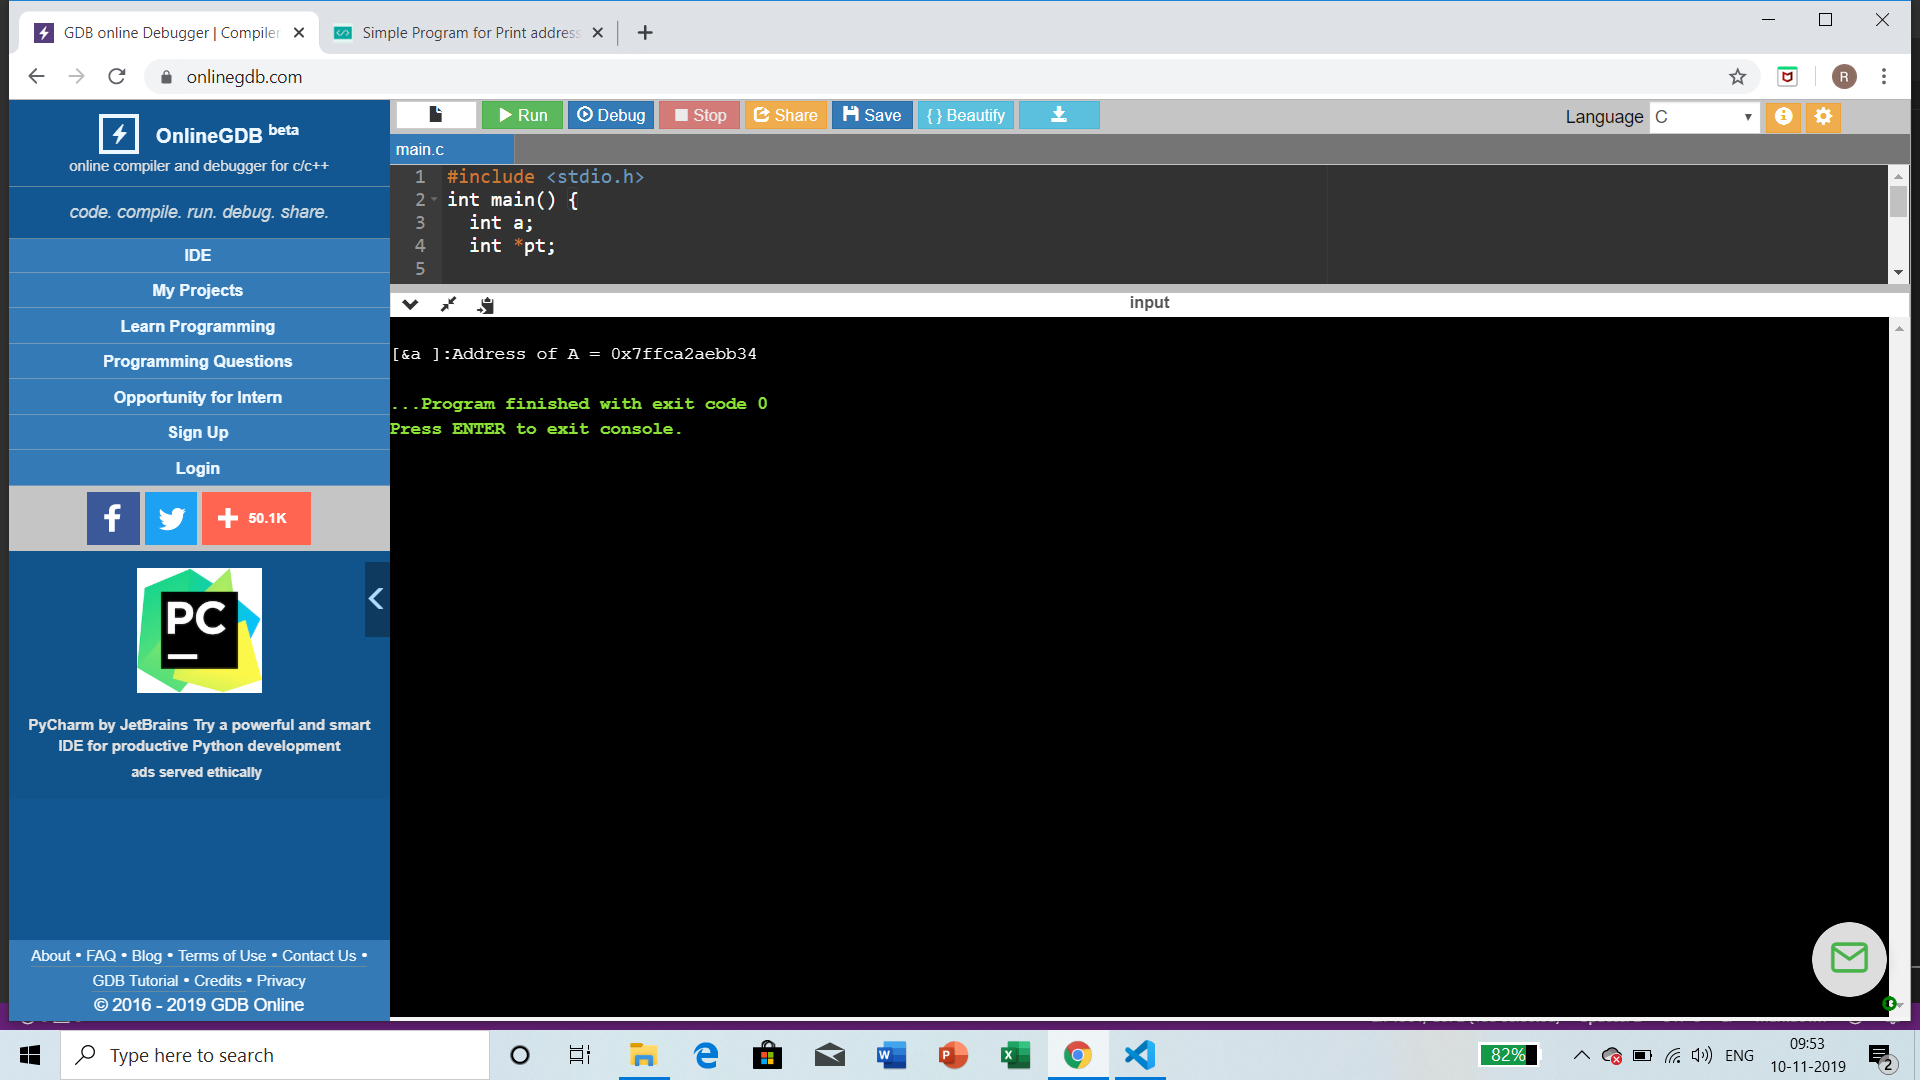 GDB online Debugger | Compiler
Simple Program for Print address
onlinegdb.com
R
OnlineGDB beta
online compiler and debugger for c/c++
code. compile. run. debug. share.
IDE
My Projects
Learn Programming
Programming Questions
Opportunity for Intern
Sign Up
Login
50.1K
PC
PyCharm by JetBrains Try a powerful and smart
IDE for productive Python development
ads served ethically
About • FAQ • Blog • Terms of Use • Contact Us •
GDB Tutorial • Credits • Privacy
© 2016 - 2019 GDB Online
Run Debug Stop Share Save { } Beautify
Language C
main.c
1 #include <stdio.h>
2 int main() {
3 int a;
4 int *pt;
5
input
[&a ]:Address of A = 0x7ffca2aebb34
...Program finished with exit code 0
Press ENTER to exit console.
Type here to search
82%
ENG
09:53
10-11-2019
2